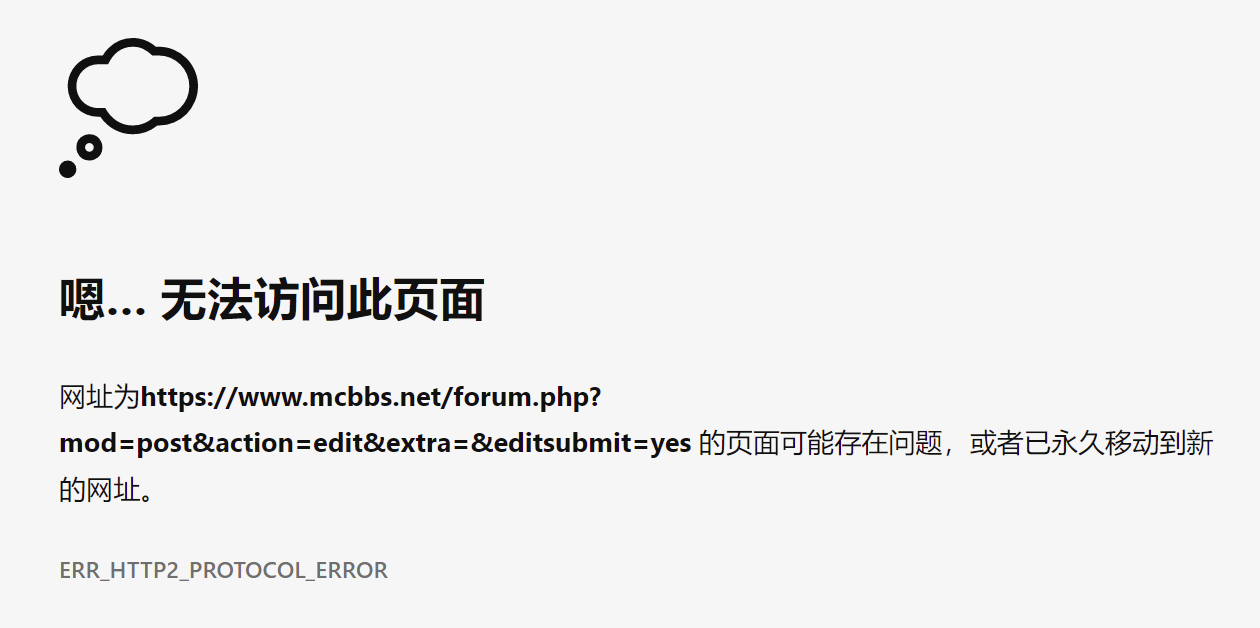 嗯... 无法访问此页面
网址为https://www.mcbbs.net/forum.php?
mod=post&action=edit&extra=&editsubmit=yes 的页面可能存在问题，或者已永久移动到新
的网址。
ERR_HTTP2_PROTOCOL_ERROR